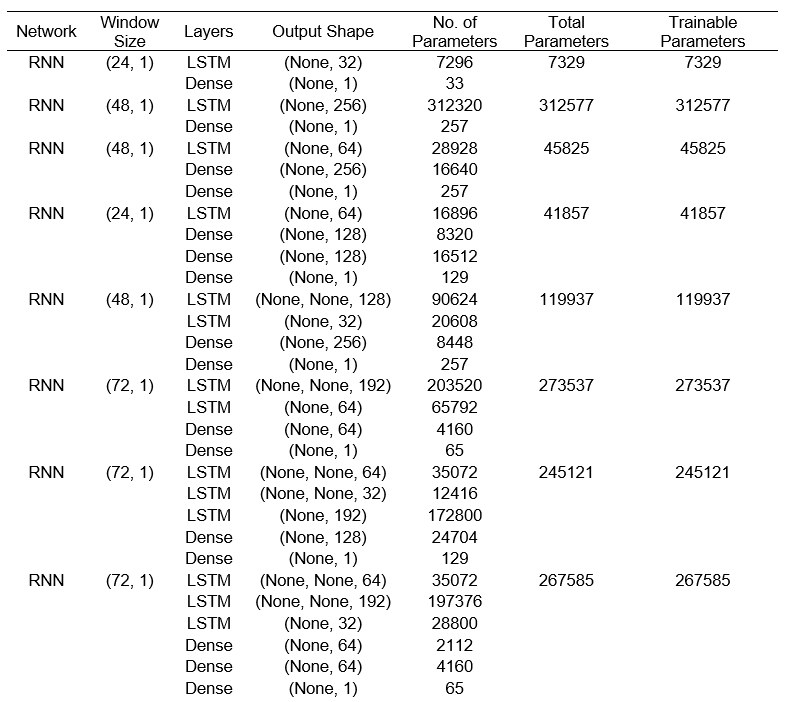 Network Window Size Layers Output Shape No. of Parameters Total Parameters Trainable Parameters
RNN (24, 1) LSTM (None, 32) 7296 7329 7329
Dense (None, 1) 33
RNN (48, 1) LSTM (None, 256) 312320 312577 312577
Dense (None, 1) 257
RNN (48, 1) LSTM (None, 64) 28928 45825 45825
Dense (None, 256) 16640
Dense (None, 1) 257
RNN (24, 1) LSTM (None, 64) 16896 41857 41857
Dense (None, 128) 8320
Dense (None, 128) 16512
Dense (None, 1) 129
RNN (48, 1) LSTM (None, None, 128) 90624 119937 119937
LSTM (None, 32) 20608
Dense (None, 256) 8448
Dense (None, 1) 257
RNN (72, 1) LSTM (None, None, 192) 203520 273537 273537
LSTM (None, 64) 65792
Dense (None, 64) 4160
Dense (None, 1) 65
RNN (72, 1) LSTM (None, None, 64) 35072 245121 245121
LSTM (None, None, 32) 12416
LSTM (None, 192) 172800
Dense (None, 128) 24704
Dense (None, 1) 129
RNN (72, 1) LSTM (None, None, 64) 35072 267585 267585
LSTM (None, None, 192) 197376
LSTM (None, 32) 28800
Dense (None, 64) 2112
Dense (None, 64) 4160
Dense (None, 1) 65